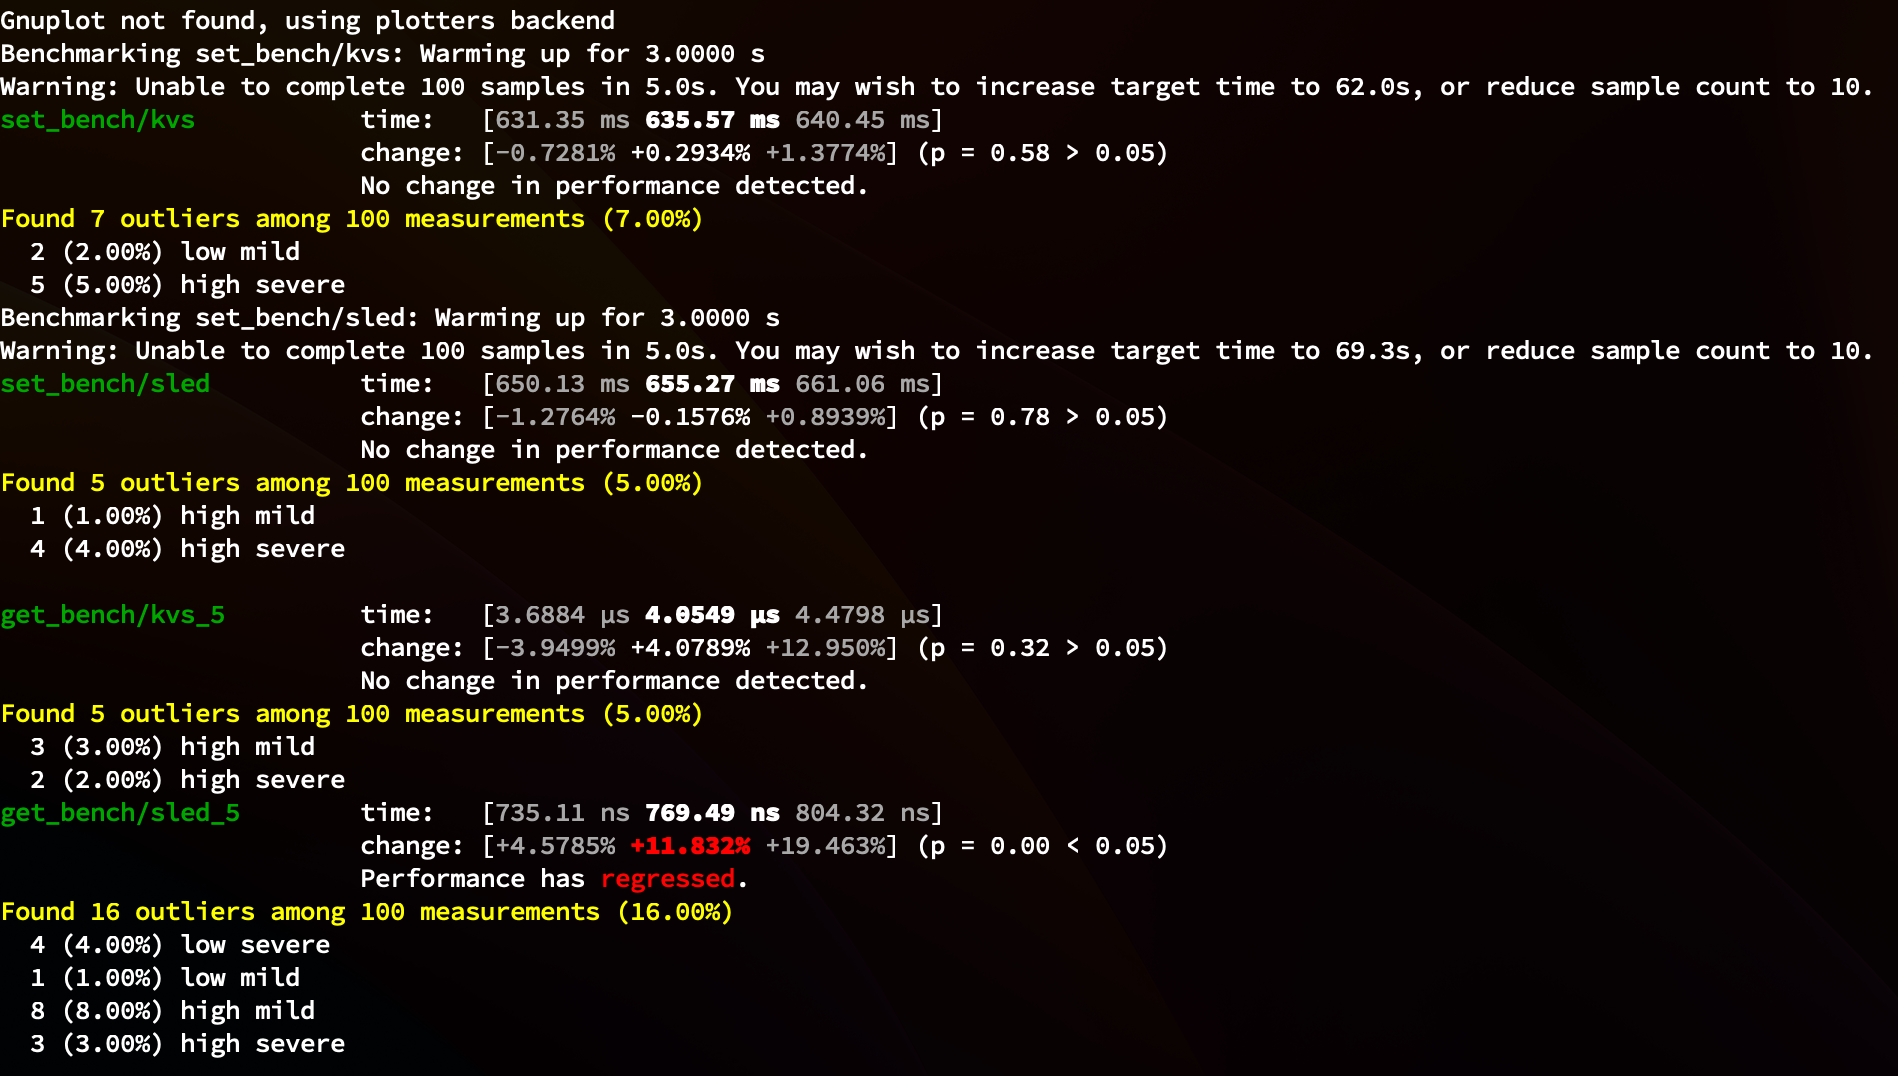 Gnuplot not found, using plotters backend
Benchmarking set_bench/kvs: Warming up for 3.0000 s
Warning: Unable to complete 100 samples in 5.0s. You may wish to increase target time to 62.0s, or reduce sample count to 10.
set_bench/kvs           time:   [631.35 ms 635.57 ms 640.45 ms]
                        change: [-0.7281% +0.2934% +1.3774%] (p = 0.58 > 0.05)
                        No change in performance detected.
Found 7 outliers among 100 measurements (7.00%)
  2 (2.00%) low mild
  5 (5.00%) high severe
Benchmarking set_bench/sled: Warming up for 3.0000 s
Warning: Unable to complete 100 samples in 5.0s. You may wish to increase target time to 69.3s, or reduce sample count to 10.
set_bench/sled          time:   [650.13 ms 655.27 ms 661.06 ms]
                        change: [-1.2764% -0.1576% +0.8939%] (p = 0.78 > 0.05)
                        No change in performance detected.
Found 5 outliers among 100 measurements (5.00%)
  1 (1.00%) high mild
  4 (4.00%) high severe

get_bench/kvs_5         time:   [3.6884 µs 4.0549 µs 4.4798 µs]
                        change: [-3.9499% +4.0789% +12.950%] (p = 0.32 > 0.05)
                        No change in performance detected.
Found 5 outliers among 100 measurements (5.00%)
  3 (3.00%) high mild
  2 (2.00%) high severe
get_bench/sled_5        time:   [735.11 ns 769.49 ns 804.32 ns]
                        change: [+4.5785% +11.832% +19.463%] (p = 0.00 < 0.05)
                        Performance has regressed.
Found 16 outliers among 100 measurements (16.00%)
  4 (4.00%) low severe
  1 (1.00%) low mild
  8 (8.00%) high mild
  3 (3.00%) high severe